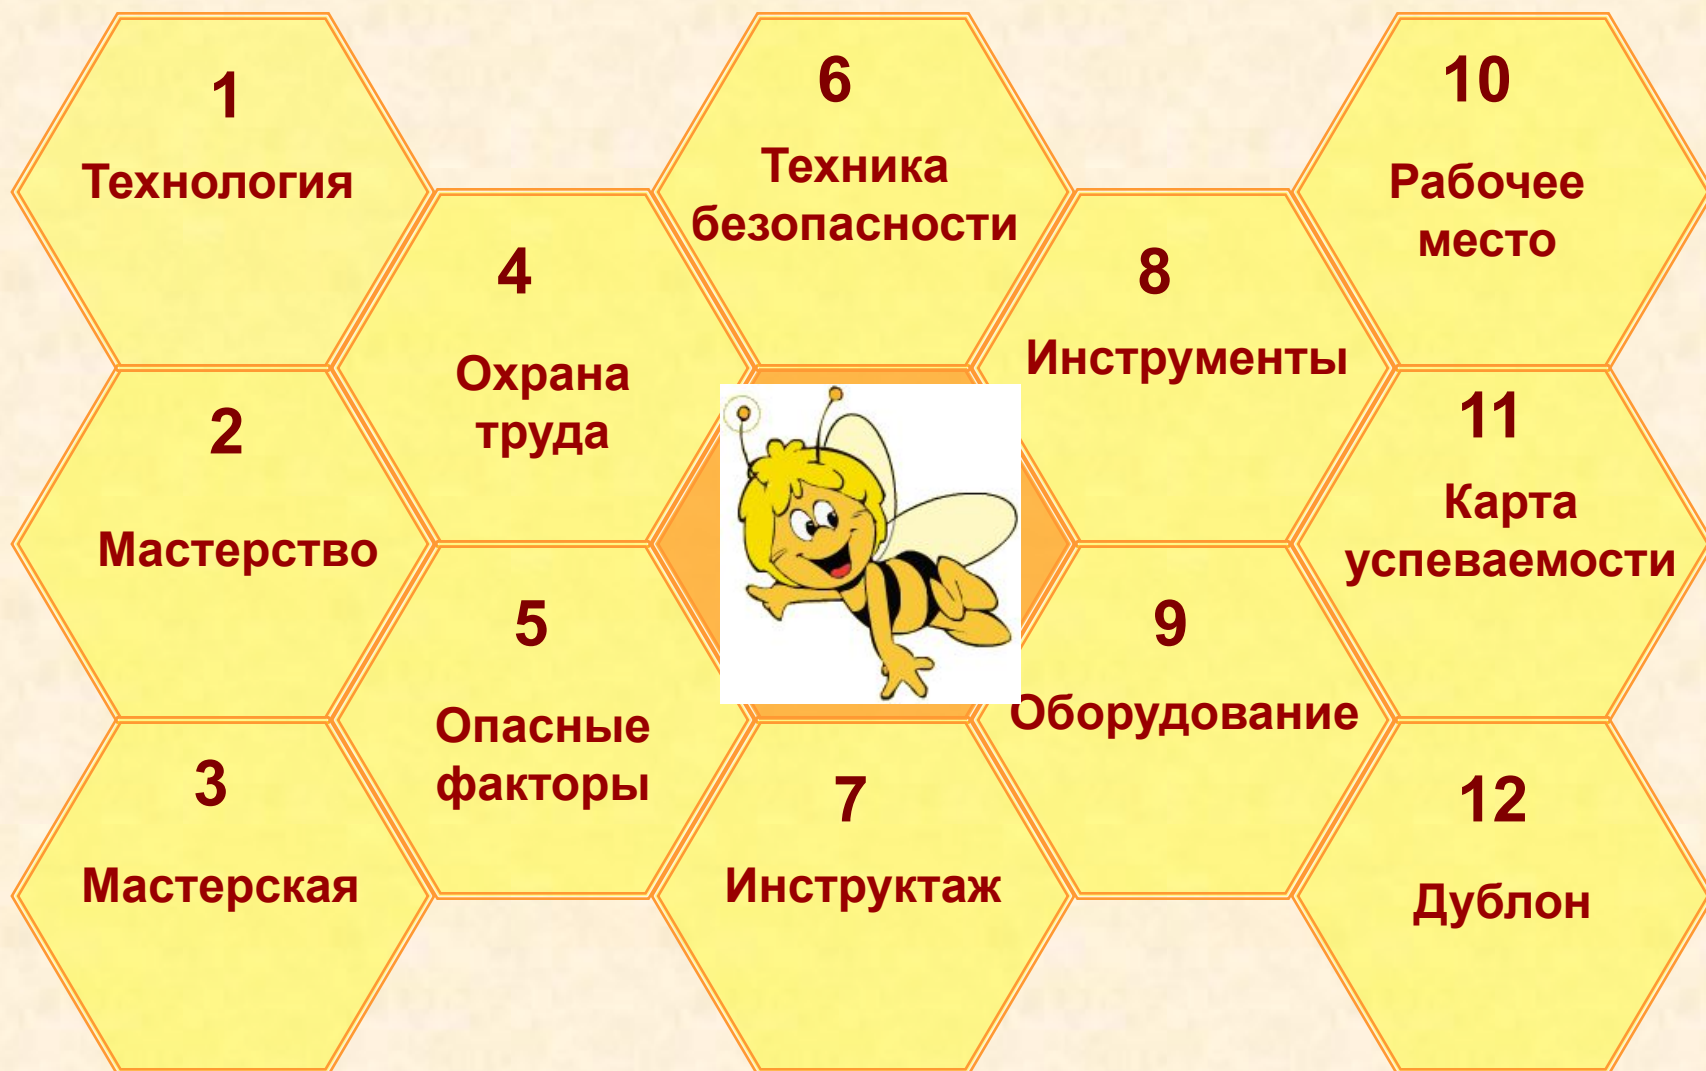 1
Технология
2
Мастерство
3
Мастерская
4
Охрана
труда
5
Опасные
факторы
6
Техника
безопасности
7
Инструктаж
8
Инструменты
9
Оборудование
10
Рабочее
место
11
Карта
успеваемости
12
Дублон